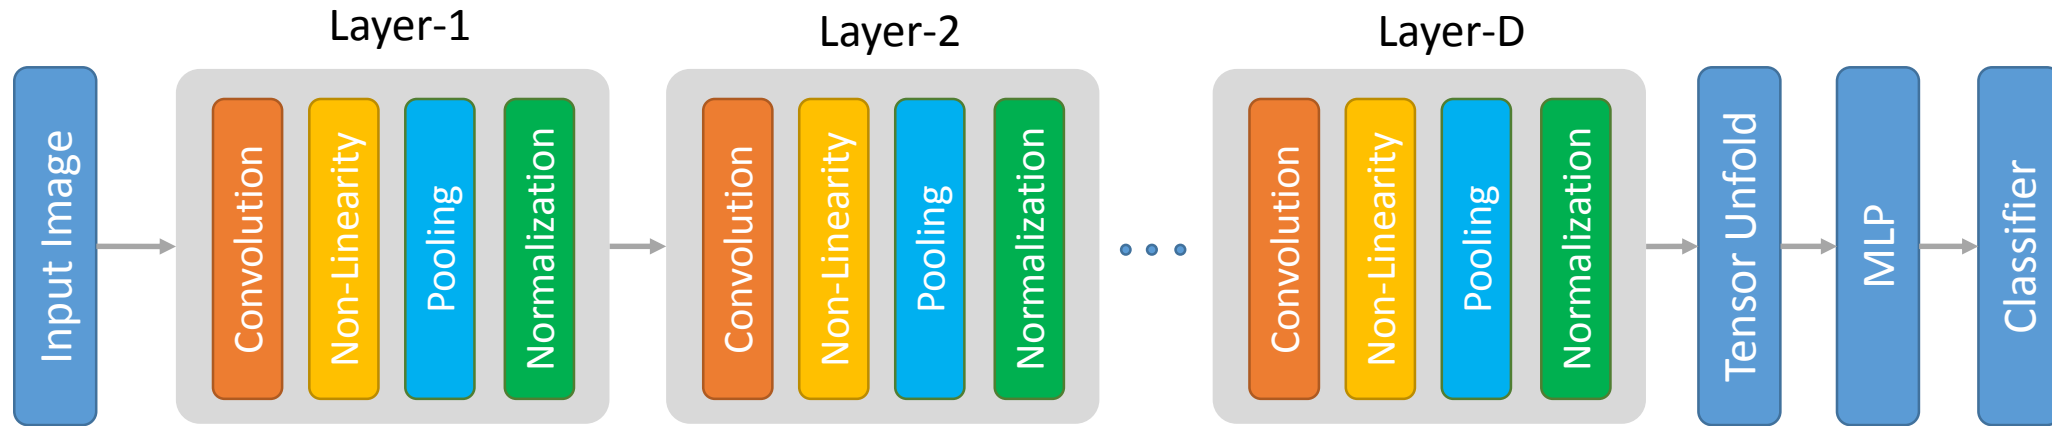 Layer-1
Layer-2
Layer-D
Input Image
Convolution
Non-Linearity
Pooling
Normalization
Convolution
Non-Linearity
Pooling
Normalization
Convolution
Non-Linearity
Pooling
Normalization
Tensor Unfold
MLP
Classifier